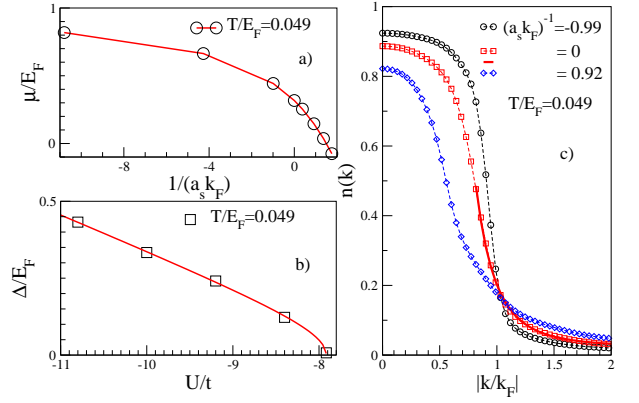 T/E_F=0.049
a)
μ/E_F
1
0
-8
-4
0
1/(a_s k_F)
T/E_F=0.049
b)
Δ/E_F
0.5
0
-11
-10
-9
-8
U/t
(a_s k_F)^-1=-0.99
= 0
= 0.92
T/E_F=0.049
c)
n(k)
1
0.8
0.6
0.4
0.2
0
0
0.5
1
1.5
2
|k/k_F|